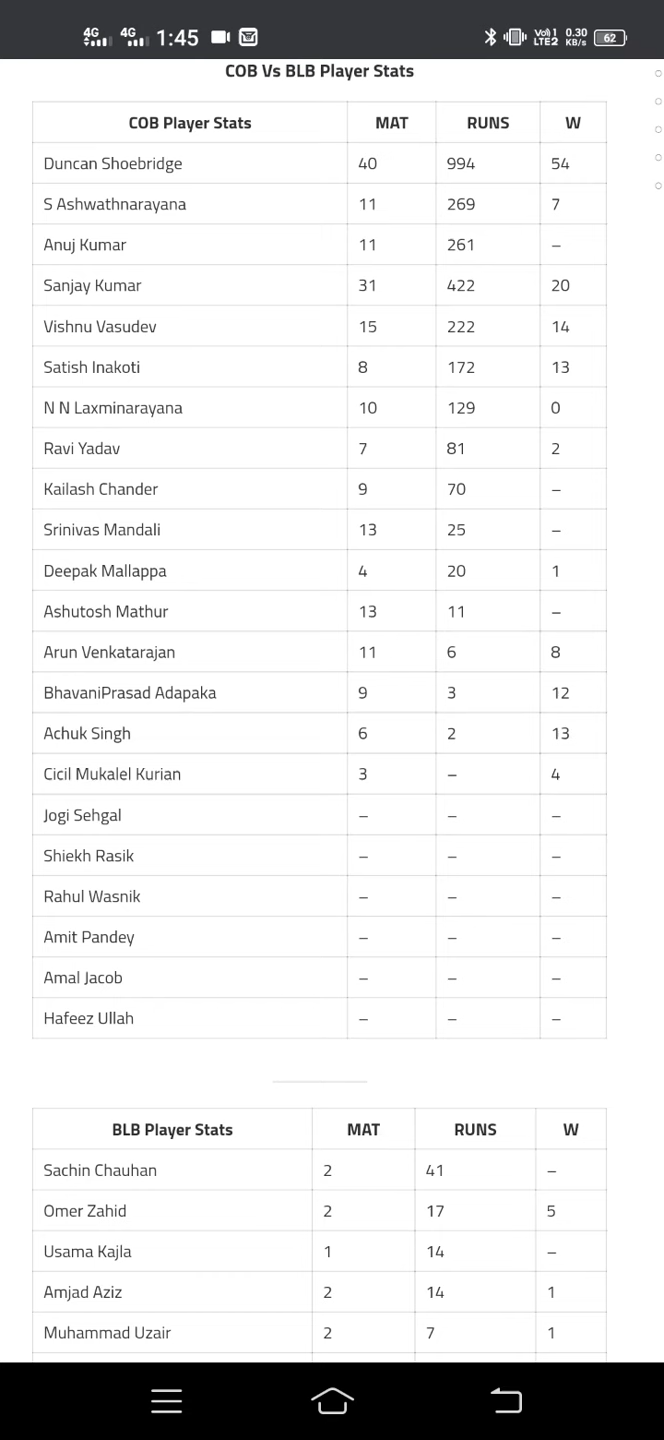 4G 4G 1:45 Vo) 1 LTE2 0.30 KB/s 62
COB Vs BLB Player Stats
COB Player Stats MAT RUNS W
Duncan Shoebridge 40 994 54
S Ashwathnarayana 11 269 7
Anuj Kumar 11 261 –
Sanjay Kumar 31 422 20
Vishnu Vasudev 15 222 14
Satish Inakoti 8 172 13
N N Laxminarayana 10 129 0
Ravi Yadav 7 81 2
Kailash Chander 9 70 –
Srinivas Mandali 13 25 –
Deepak Mallappa 4 20 1
Ashutosh Mathur 13 11 –
Arun Venkatarajan 11 6 8
BhavaniPrasad Adapaka 9 3 12
Achuk Singh 6 2 13
Cicil Mukalel Kurian 3 – 4
Jogi Sehgal – – –
Shiekh Rasik – – –
Rahul Wasnik – – –
Amit Pandey – – –
Amal Jacob – – –
Hafeez Ullah – – –
BLB Player Stats MAT RUNS W
Sachin Chauhan 2 41 –
Omer Zahid 2 17 5
Usama Kajla 1 14 –
Amjad Aziz 2 14 1
Muhammad Uzair 2 7 1